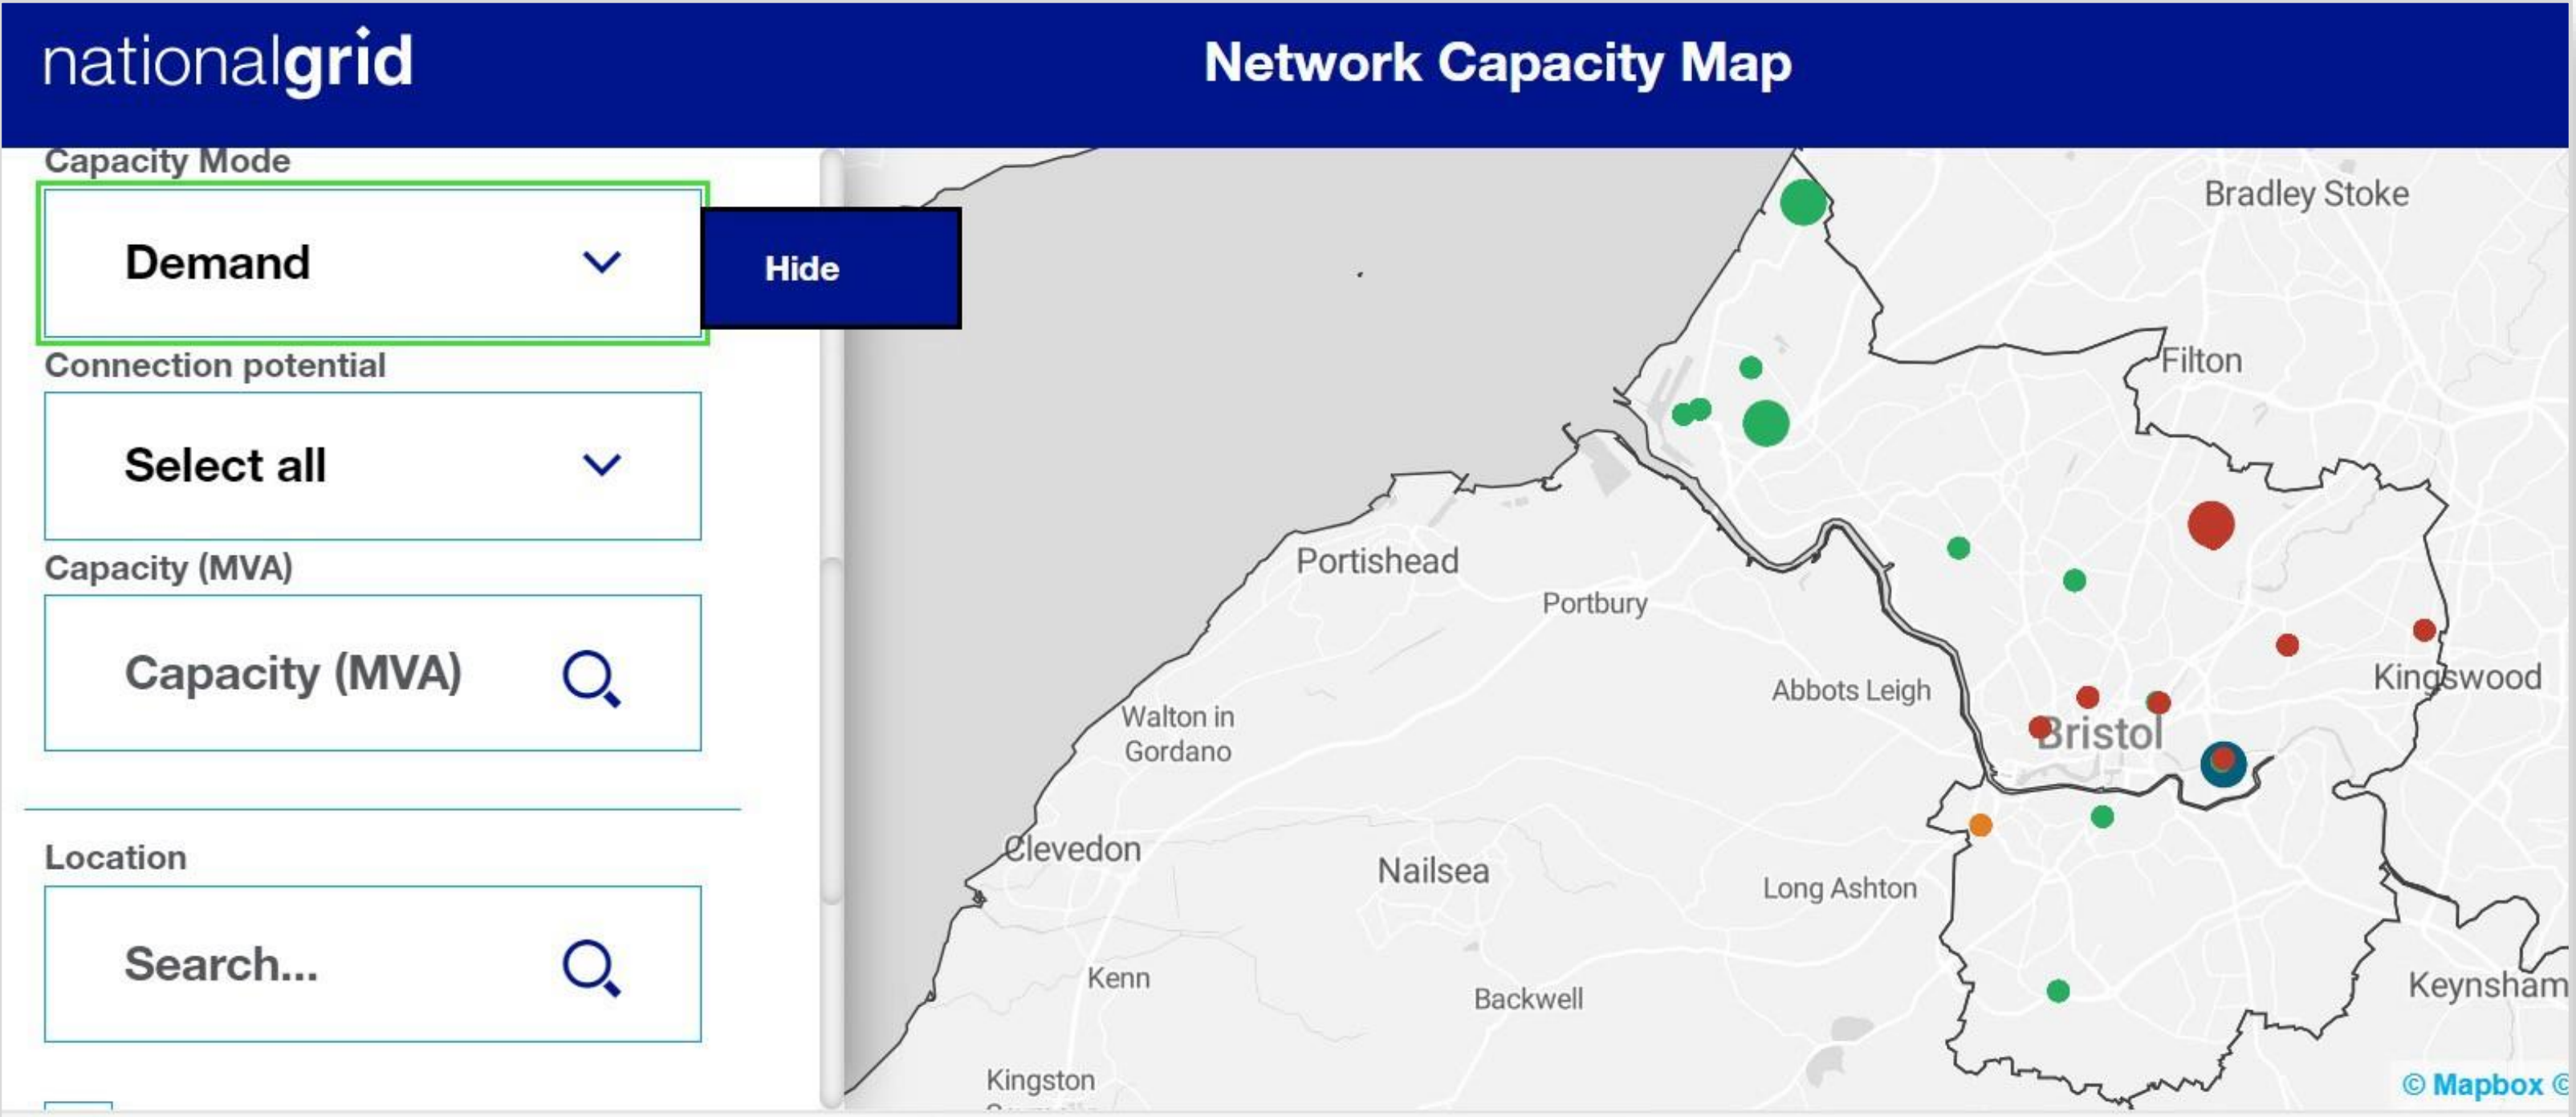 nationalgrid
Network Capacity Map
Capacity Mode
Demand
Hide
Connection potential
Select all
Capacity (MVA)
Capacity (MVA)
Location
Search...
Bradley Stoke
Filton
Portishead
Portbury
Kingswood
Abbots Leigh
Walton in
Gordano
Bristol
Clevedon
Nailsea
Long Ashton
Kenn
Backwell
Keynsham
Kingston
© Mapbox ©